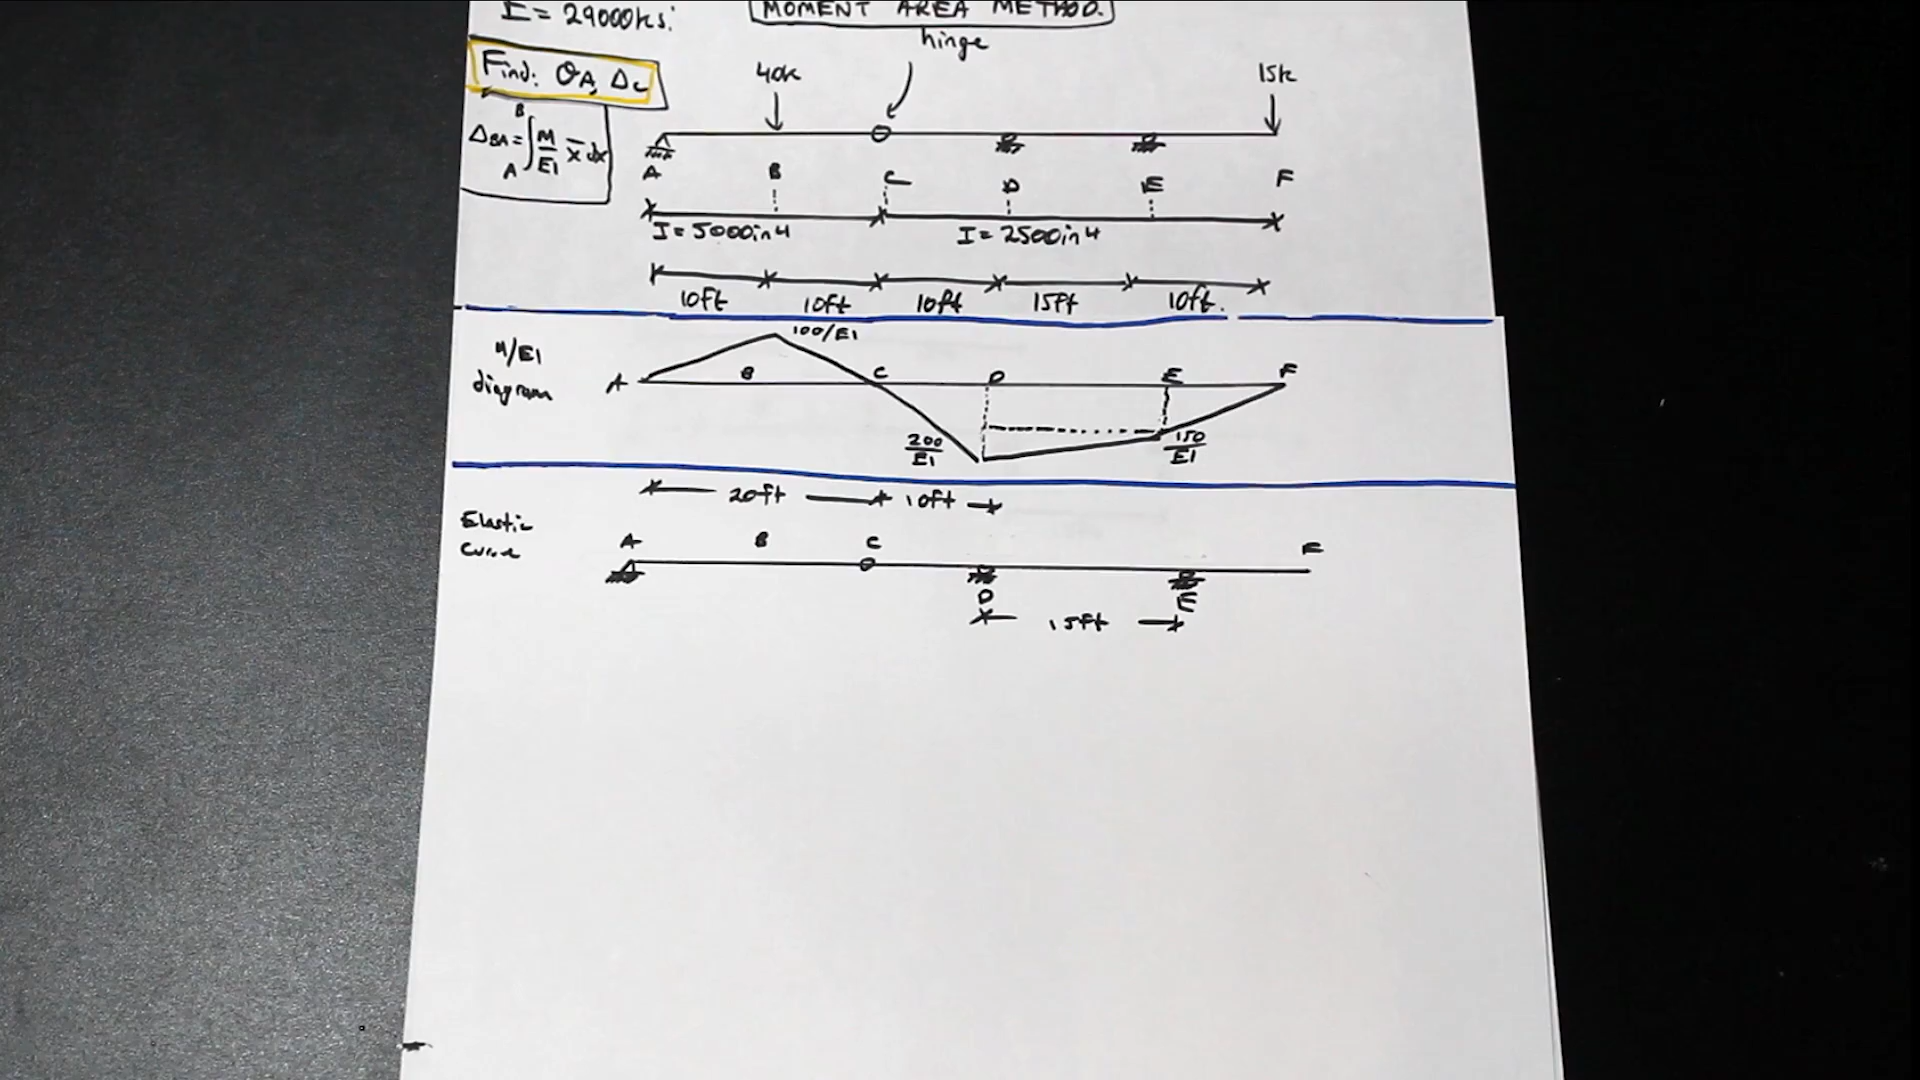 E = 29000ksi
MOMENT AREA METHOD.
hinge
Find: θA, Δc
40k
15k
B
ΔBA = ∫ M/EI x̄ dx
A
A B C D E F
I = 5000in4 I = 2500in4
10ft 10ft 10ft 15ft 10ft.
M/EI
diagram
100/EI
A B C D E F
200/EI
150/EI
20ft 10ft
Elastic
curve
A B C F
D E
15ft